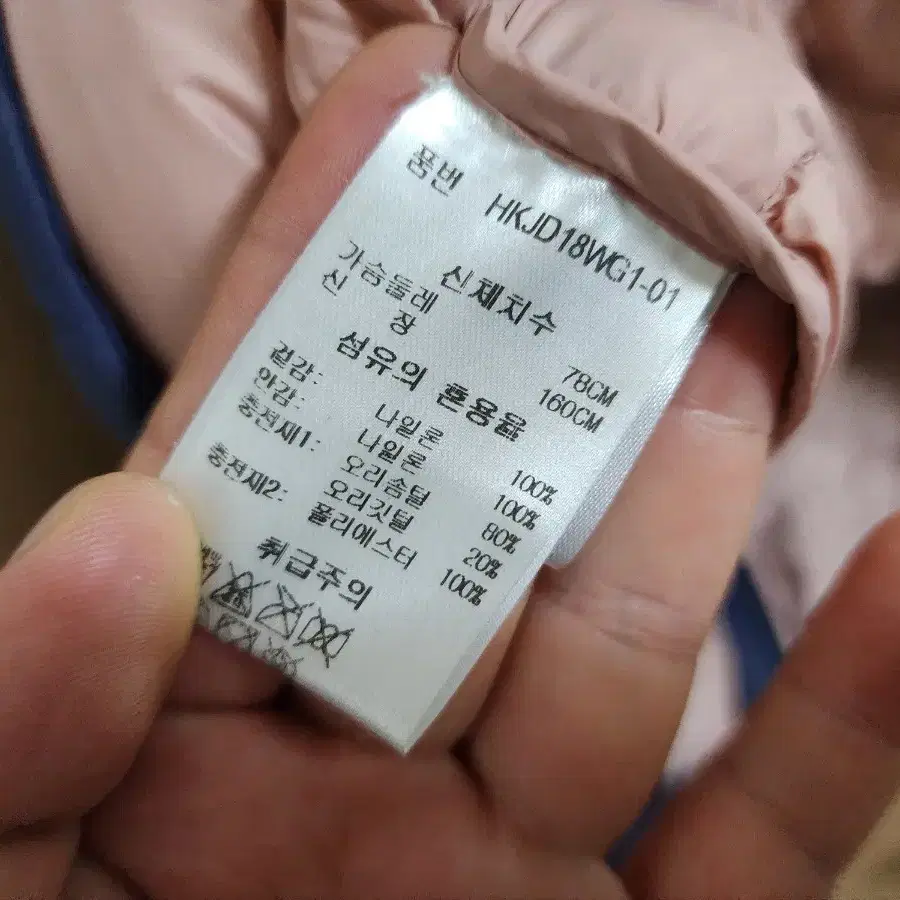 품번 HKJD18WG1-01
신체치수
가슴둘레 78CM
신 장 160CM
섬유의 혼용율
겉감: 나일론 100%
안감: 나일론 100%
충전재1: 오리솜털 80%
오리깃털 20%
충전재2: 폴리에스터 100%
취급주의